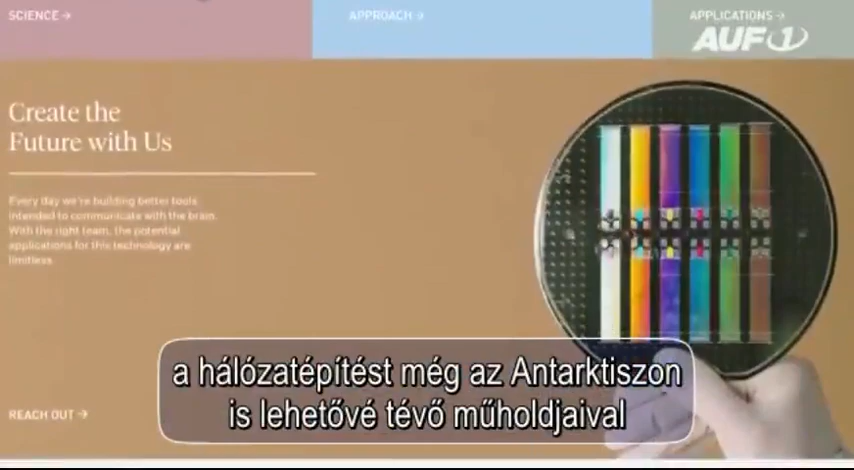 SCIENCE →
APPROACH →
APPLICATIONS →
AUF1
Create the
Future with Us
Every day we're building better tools
intended to communicate with the brain.
With the right team, the potential
applications for this technology are
limitless.
REACH OUT →
a hálózatépítést még az Antarktiszon
is lehetővé tévő műholdjaival